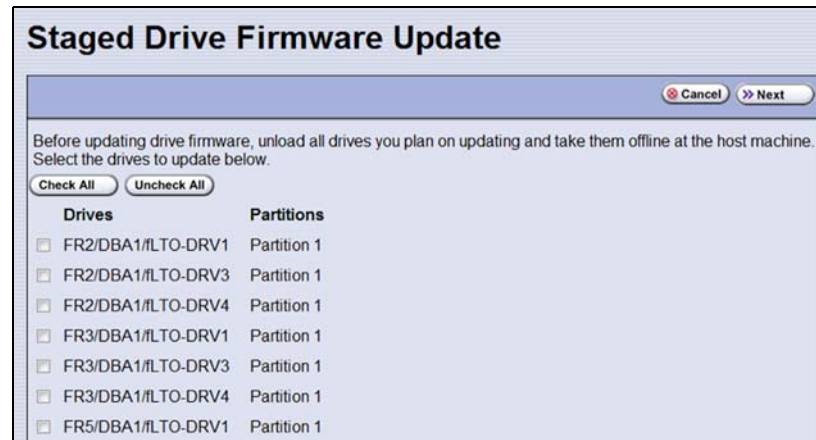 Staged Drive Firmware Update
Cancel Next
Before updating drive firmware, unload all drives you plan on updating and take them offline at the host machine.
Select the drives to update below.
Check All Uncheck All
Drives Partitions
FR2/DBA1/fLTO-DRV1 Partition 1
FR2/DBA1/fLTO-DRV3 Partition 1
FR2/DBA1/fLTO-DRV4 Partition 1
FR3/DBA1/fLTO-DRV1 Partition 1
FR3/DBA1/fLTO-DRV3 Partition 1
FR3/DBA1/fLTO-DRV4 Partition 1
FR5/DBA1/fLTO-DRV1 Partition 1